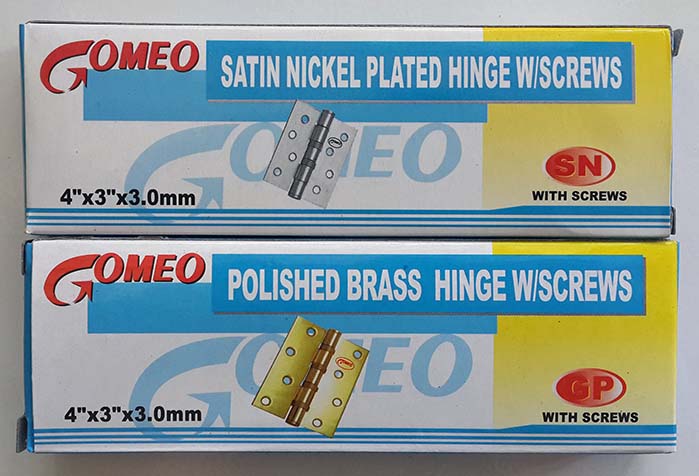 GOMEO
SATIN NICKEL PLATED HINGE W/SCREWS
GOMEO
SN
4"x3"x3.0mm
WITH SCREWS
GOMEO
POLISHED BRASS HINGE W/SCREWS
GOMEO
GP
4"x3"x3.0mm
WITH SCREWS